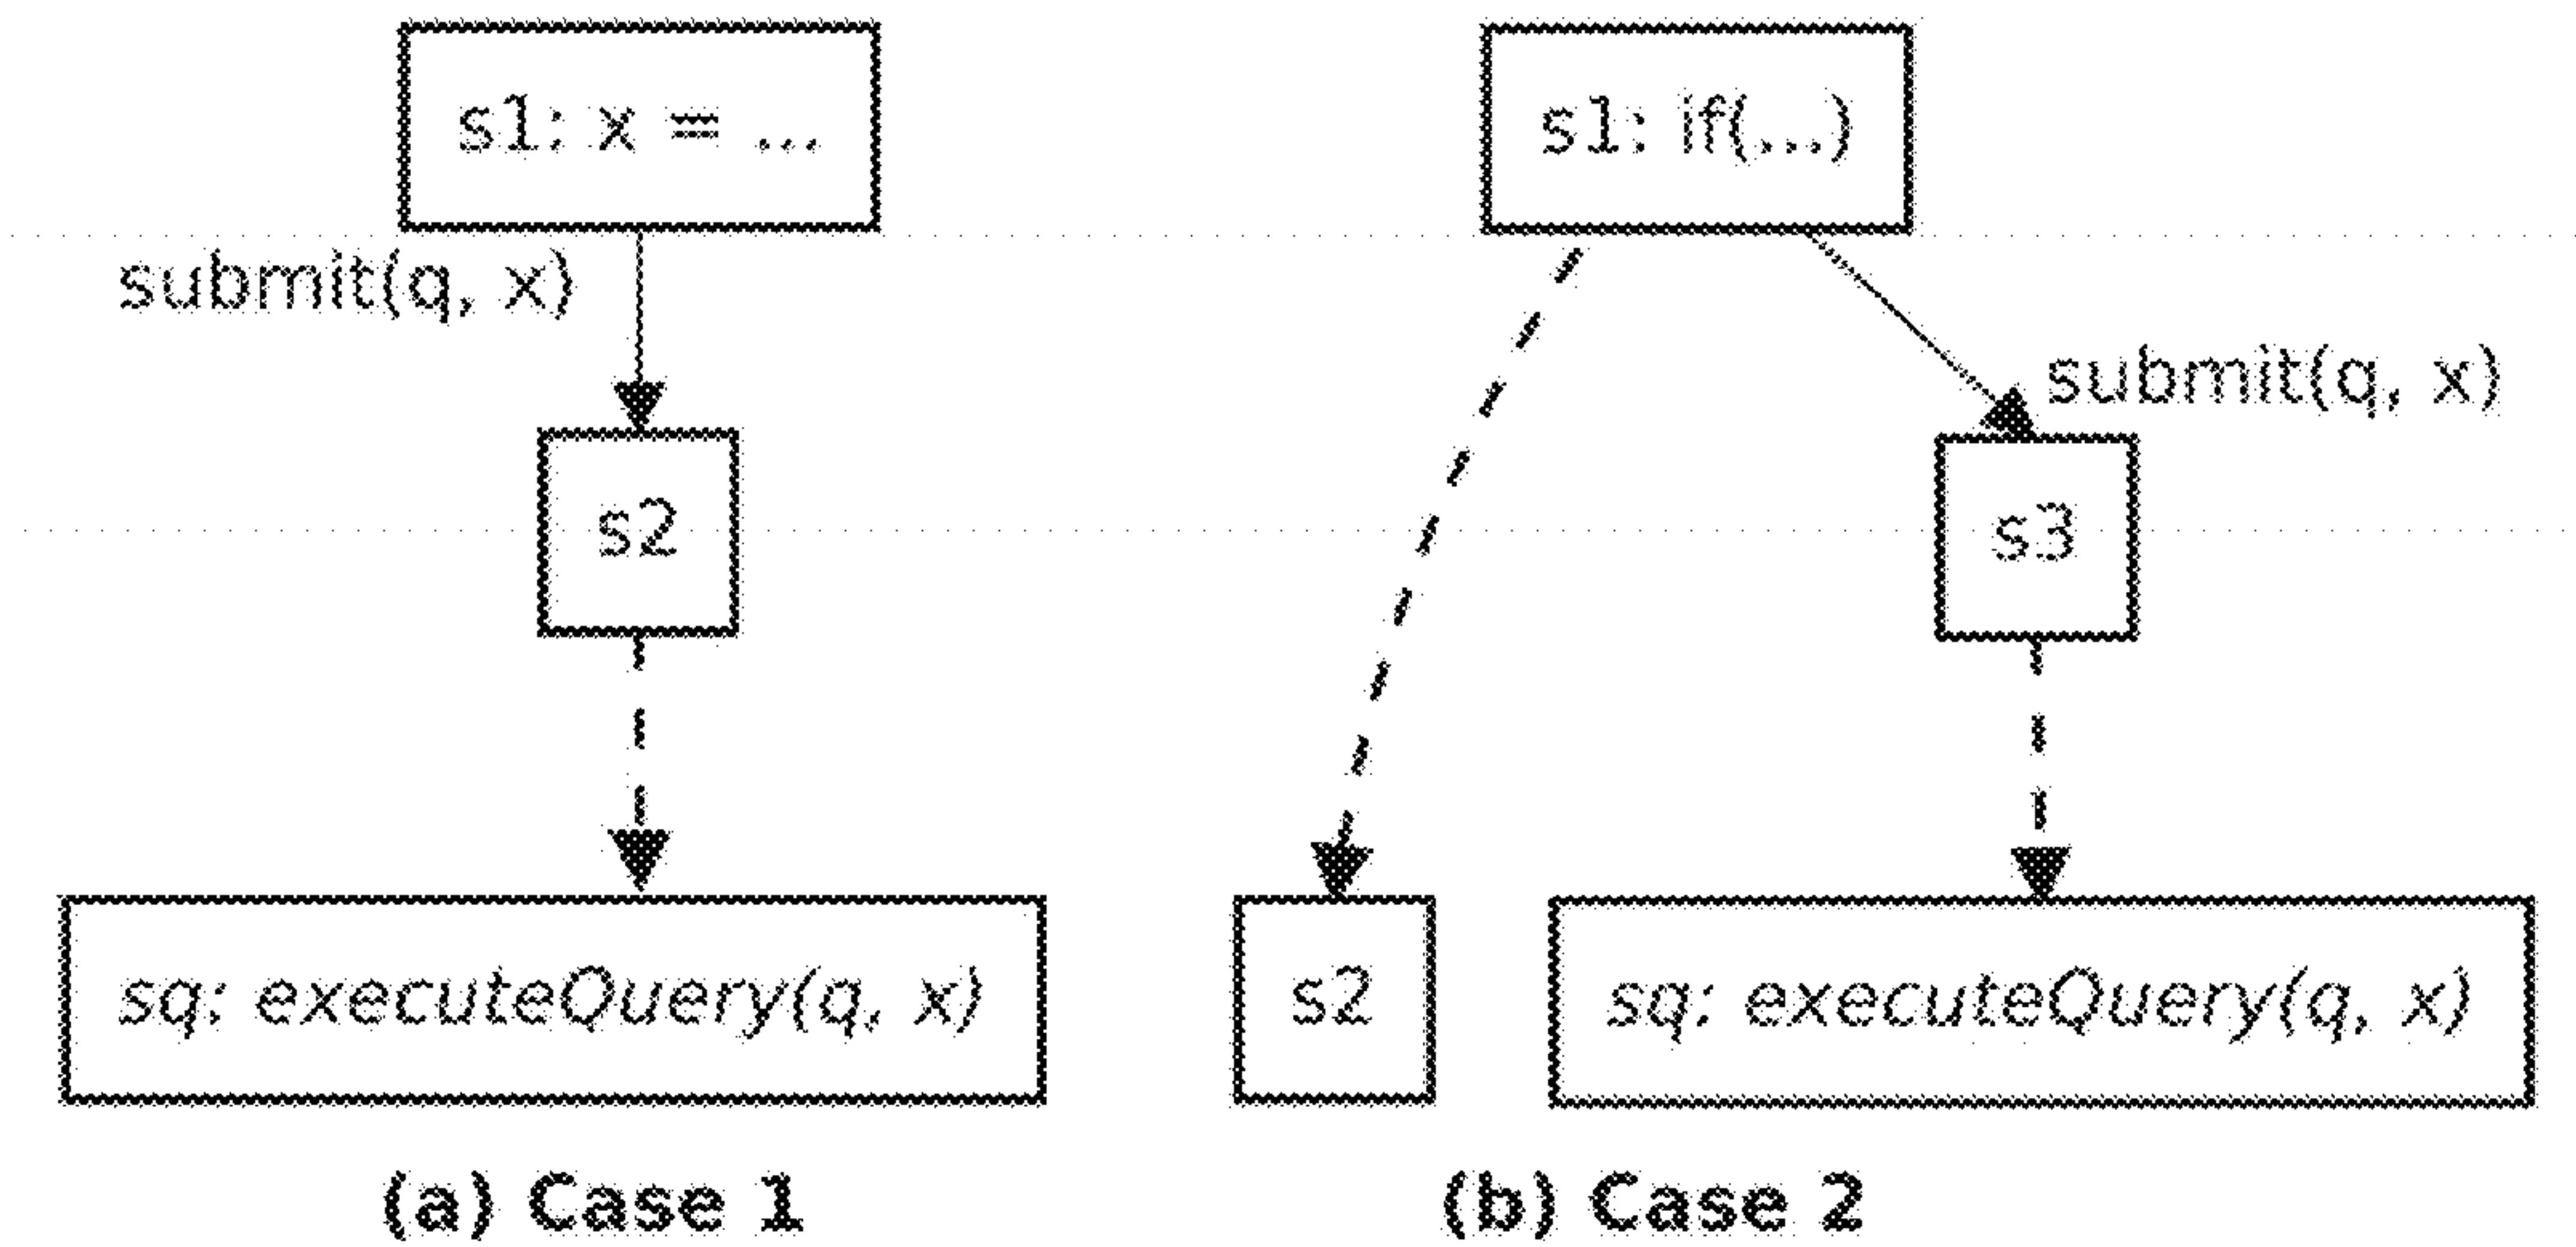 s1: x = ...
submit(q, x)
s2
sq: executeQuery(q, x)
(a) Case 1
s1: if(...)
submit(q, x)
s3
s2
sq: executeQuery(q, x)
(b) Case 2